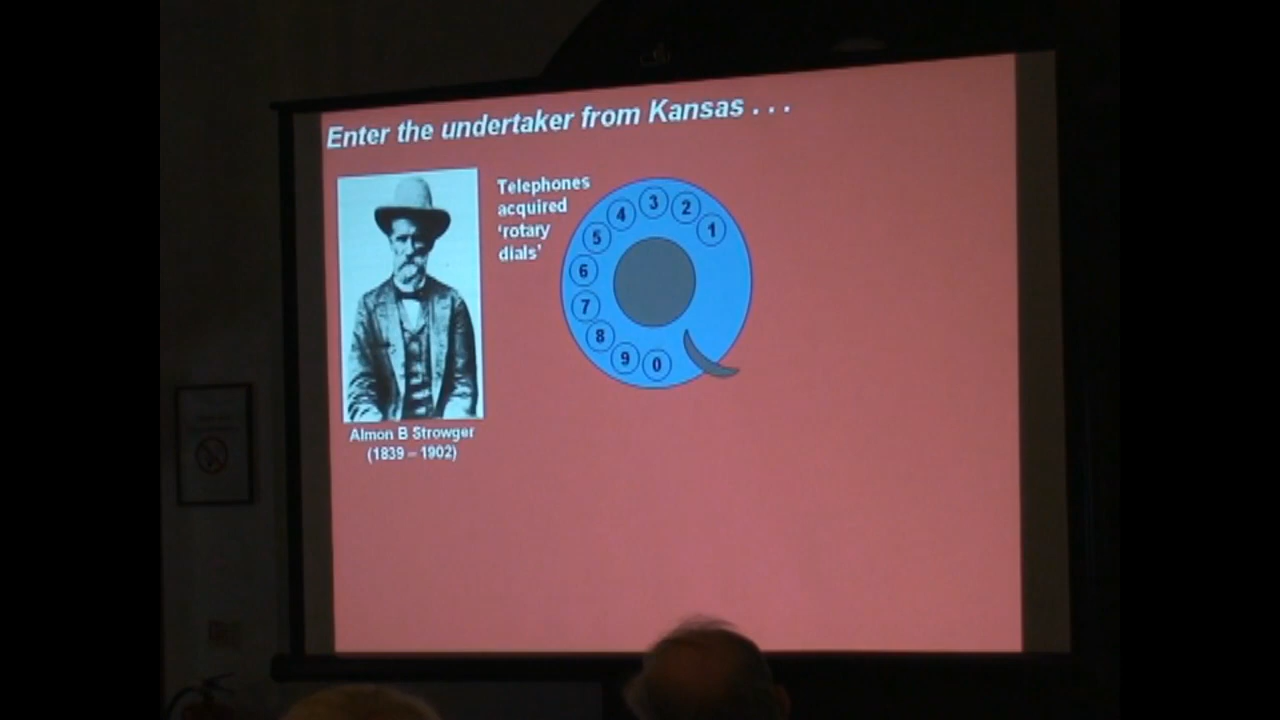 Enter the undertaker from Kansas . . .
Telephones
acquired
‘rotary
dials’
3
2
4
1
5
6
7
8
9
0
Almon B Strowger
(1839 – 1902)